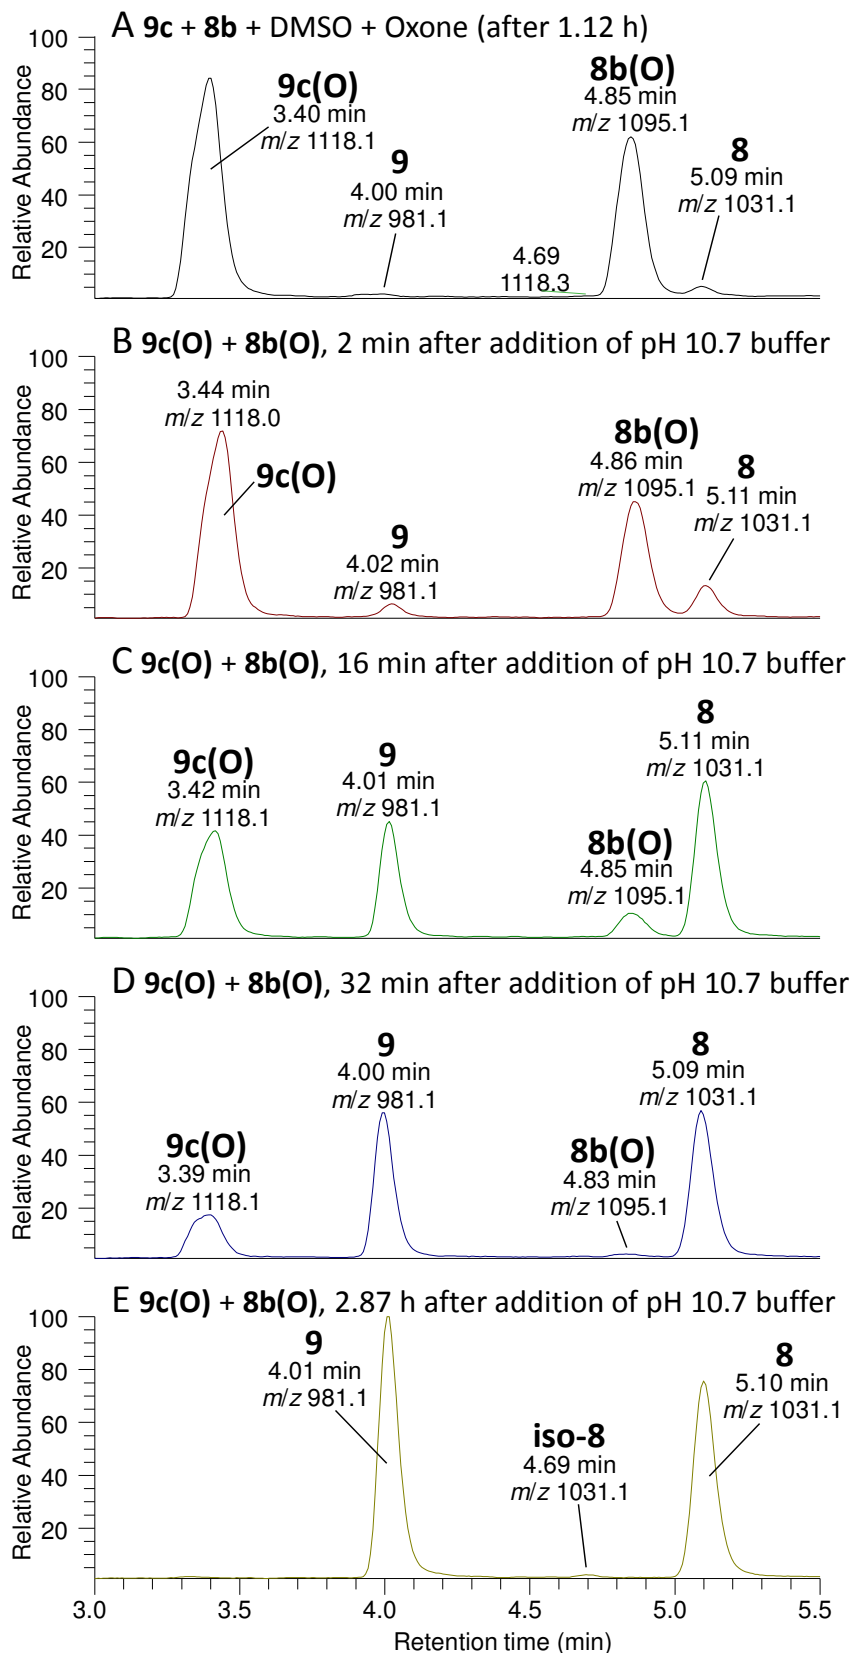 A 9c + 8b + DMSO + Oxone (after 1.12 h)
Relative Abundance
100
80
60
40
20
9c(O)
3.40 min
m/z 1118.1
9
4.00 min
m/z 981.1
4.69
1118.3
8b(O)
4.85 min
m/z 1095.1
8
5.09 min
m/z 1031.1
B 9c(O) + 8b(O), 2 min after addition of pH 10.7 buffer
Relative Abundance
100
80
60
40
20
3.44 min
m/z 1118.0
9c(O)
9
4.02 min
m/z 981.1
8b(O)
4.86 min
m/z 1095.1
8
5.11 min
m/z 1031.1
C 9c(O) + 8b(O), 16 min after addition of pH 10.7 buffer
Relative Abundance
100
80
60
40
20
9c(O)
3.42 min
m/z 1118.1
9
4.01 min
m/z 981.1
8b(O)
4.85 min
m/z 1095.1
8
5.11 min
m/z 1031.1
D 9c(O) + 8b(O), 32 min after addition of pH 10.7 buffer
Relative Abundance
100
80
60
40
20
9c(O)
3.39 min
m/z 1118.1
9
4.00 min
m/z 981.1
8b(O)
4.83 min
m/z 1095.1
8
5.09 min
m/z 1031.1
E 9c(O) + 8b(O), 2.87 h after addition of pH 10.7 buffer
Relative Abundance
100
80
60
40
20
9
4.01 min
m/z 981.1
iso-8
4.69 min
m/z 1031.1
8
5.10 min
m/z 1031.1
3.0 3.5 4.0 4.5 5.0 5.5
Retention time (min)